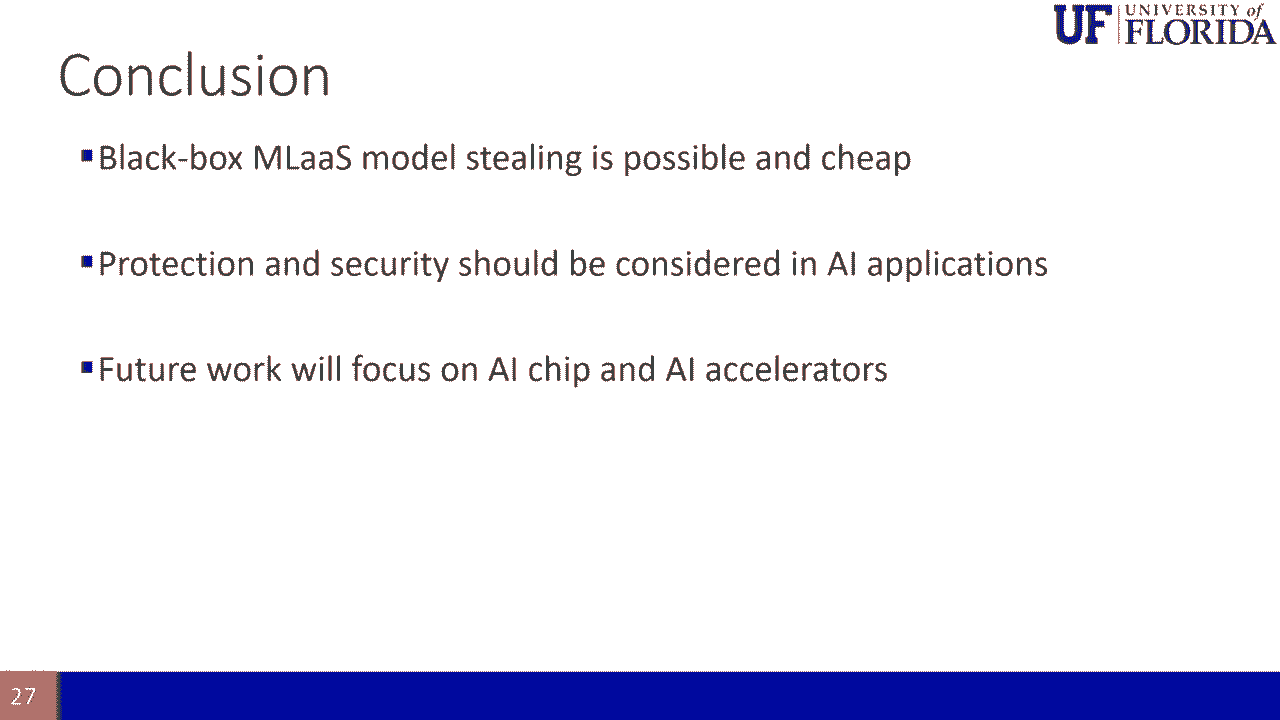 UF UNIVERSITY of
FLORIDA
Conclusion
▪Black-box MLaaS model stealing is possible and cheap
▪Protection and security should be considered in AI applications
▪Future work will focus on AI chip and AI accelerators
27